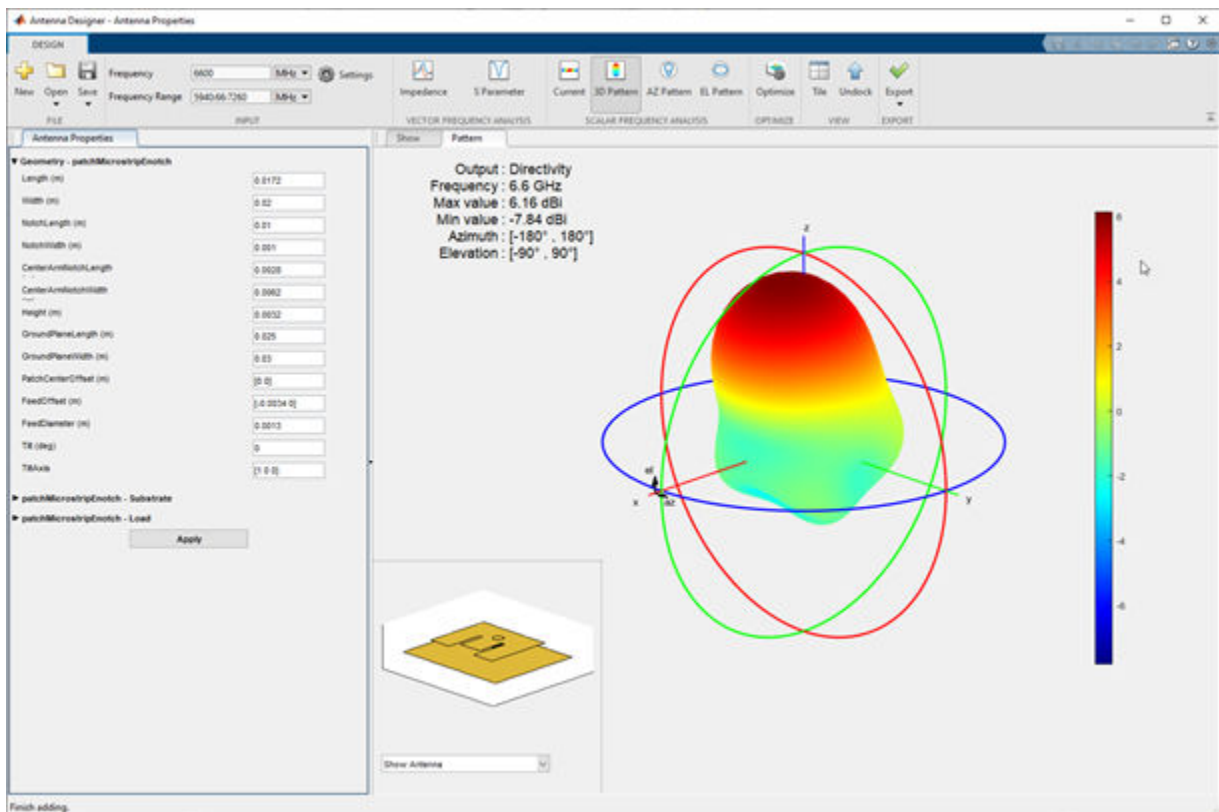 Antenna Designer - Antenna Properties
DESIGN
New Open Save
Frequency 6600 MHz Settings
Frequency Range 5940:66:7260 MHz
Impedance S Parameter Current 3D Pattern AZ Pattern EL Pattern Optimize Tile Undock Export
FILE INPUT VECTOR FREQUENCY ANALYSIS SCALAR FREQUENCY ANALYSIS OPTIMIZE VIEW EXPORT
Antenna Properties
Geometry - patchMicrostripEnotch
Length (m) 0.0172
Width (m) 0.02
NotchLength (m) 0.01
NotchWidth (m) 0.001
CenterArmNotchLength 0.0028
CenterArmNotchWidth 0.0062
Height (m) 0.0032
GroundPlaneLength (m) 0.025
GroundPlaneWidth (m) 0.03
PatchCenterOffset (m) [0 0]
FeedOffset (m) [-0.0034 0]
FeedDiameter (m) 0.0013
Tilt (deg) 0
TiltAxis [1 0 0]
patchMicrostripEnotch - Substrate
patchMicrostripEnotch - Load
Apply
Show Pattern
Output : Directivity
Frequency : 6.6 GHz
Max value : 6.16 dBi
Min value : -7.84 dBi
Azimuth : [-180° , 180°]
Elevation : [-90° , 90°]
z
el
x az y
6
4
2
0
-2
-4
-6
Show Antenna
Finish adding.